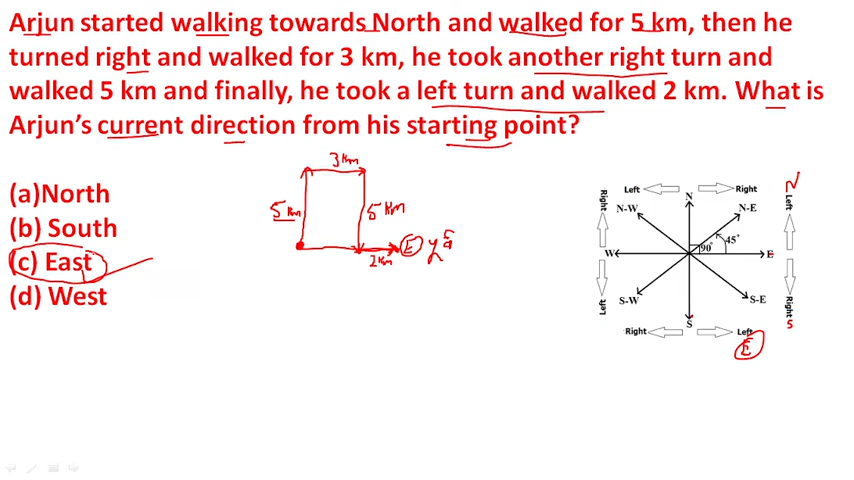 Arjun started walking towards North and walked for 5 km, then he
turned right and walked for 3 km, he took another right turn and
walked 5 km and finally, he took a left turn and walked 2 km. What is
Arjun's current direction from his starting point?
(a)North
(b) South
(c) East
(d) West
3 km
5 km
5 km
2 km
E
Left
Right
N
N-W
N-E
W
E
90°
45°
S-W
S-E
S
Right
Left
E
Right
Left
N
Left
Right
S